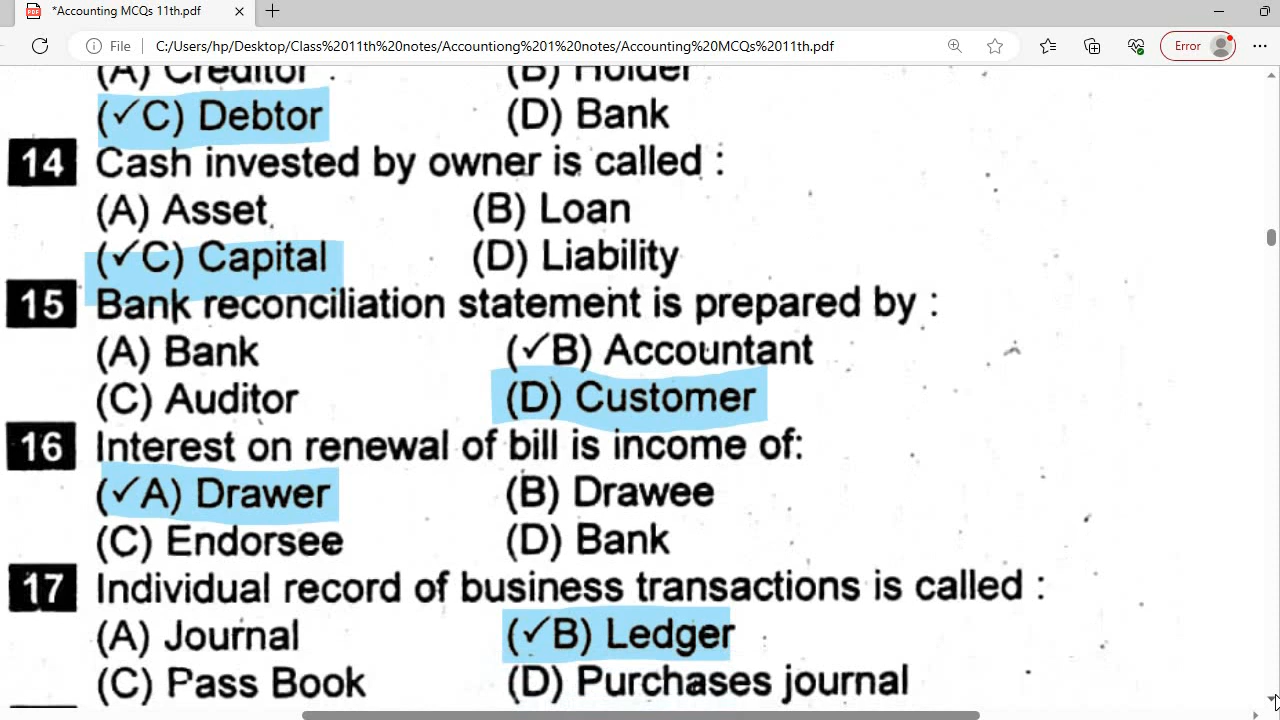 *Accounting MCQs 11th.pdf
File C:/Users/hp/Desktop/Class%2011th%20notes/Accountiong%201%20notes/Accounting%20MCQs%2011th.pdf Error
(A) Creditor (B) Holder
(✓C) Debtor (D) Bank
14 Cash invested by owner is called :
(A) Asset (B) Loan
(✓C) Capital (D) Liability
15 Bank reconciliation statement is prepared by :
(A) Bank (✓B) Accountant
(C) Auditor (D) Customer
16 Interest on renewal of bill is income of:
(✓A) Drawer (B) Drawee
(C) Endorsee (D) Bank
17 Individual record of business transactions is called :
(A) Journal (✓B) Ledger
(C) Pass Book (D) Purchases journal